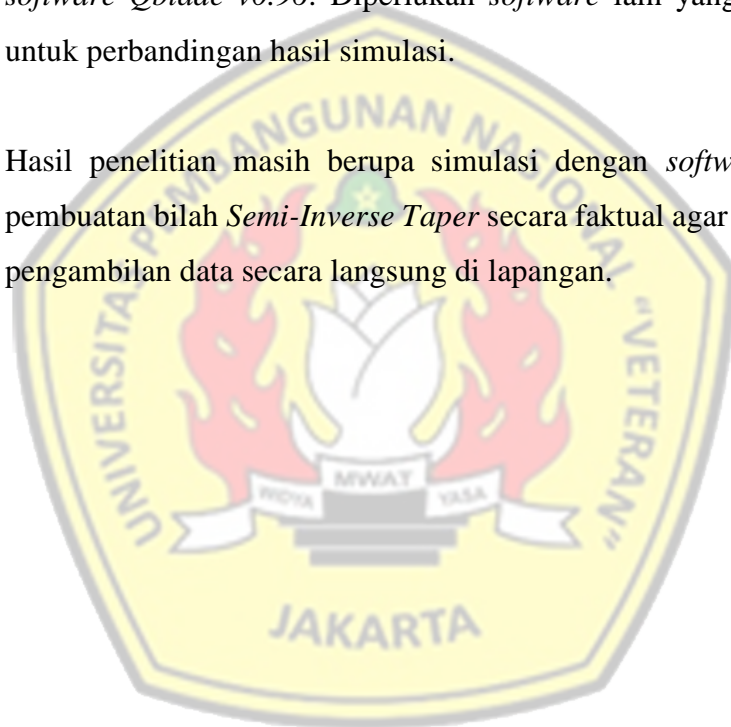 software Qblade v0.96. Diperlukan software lain yang
untuk perbandingan hasil simulasi.
Hasil penelitian masih berupa simulasi dengan softw
pembuatan bilah Semi-Inverse Taper secara faktual agar
pengambilan data secara langsung di lapangan.
UNIVERSITAS PEMBANGUNAN NASIONAL "VETERAN"
WIDYA MWAT YASA
JAKARTA